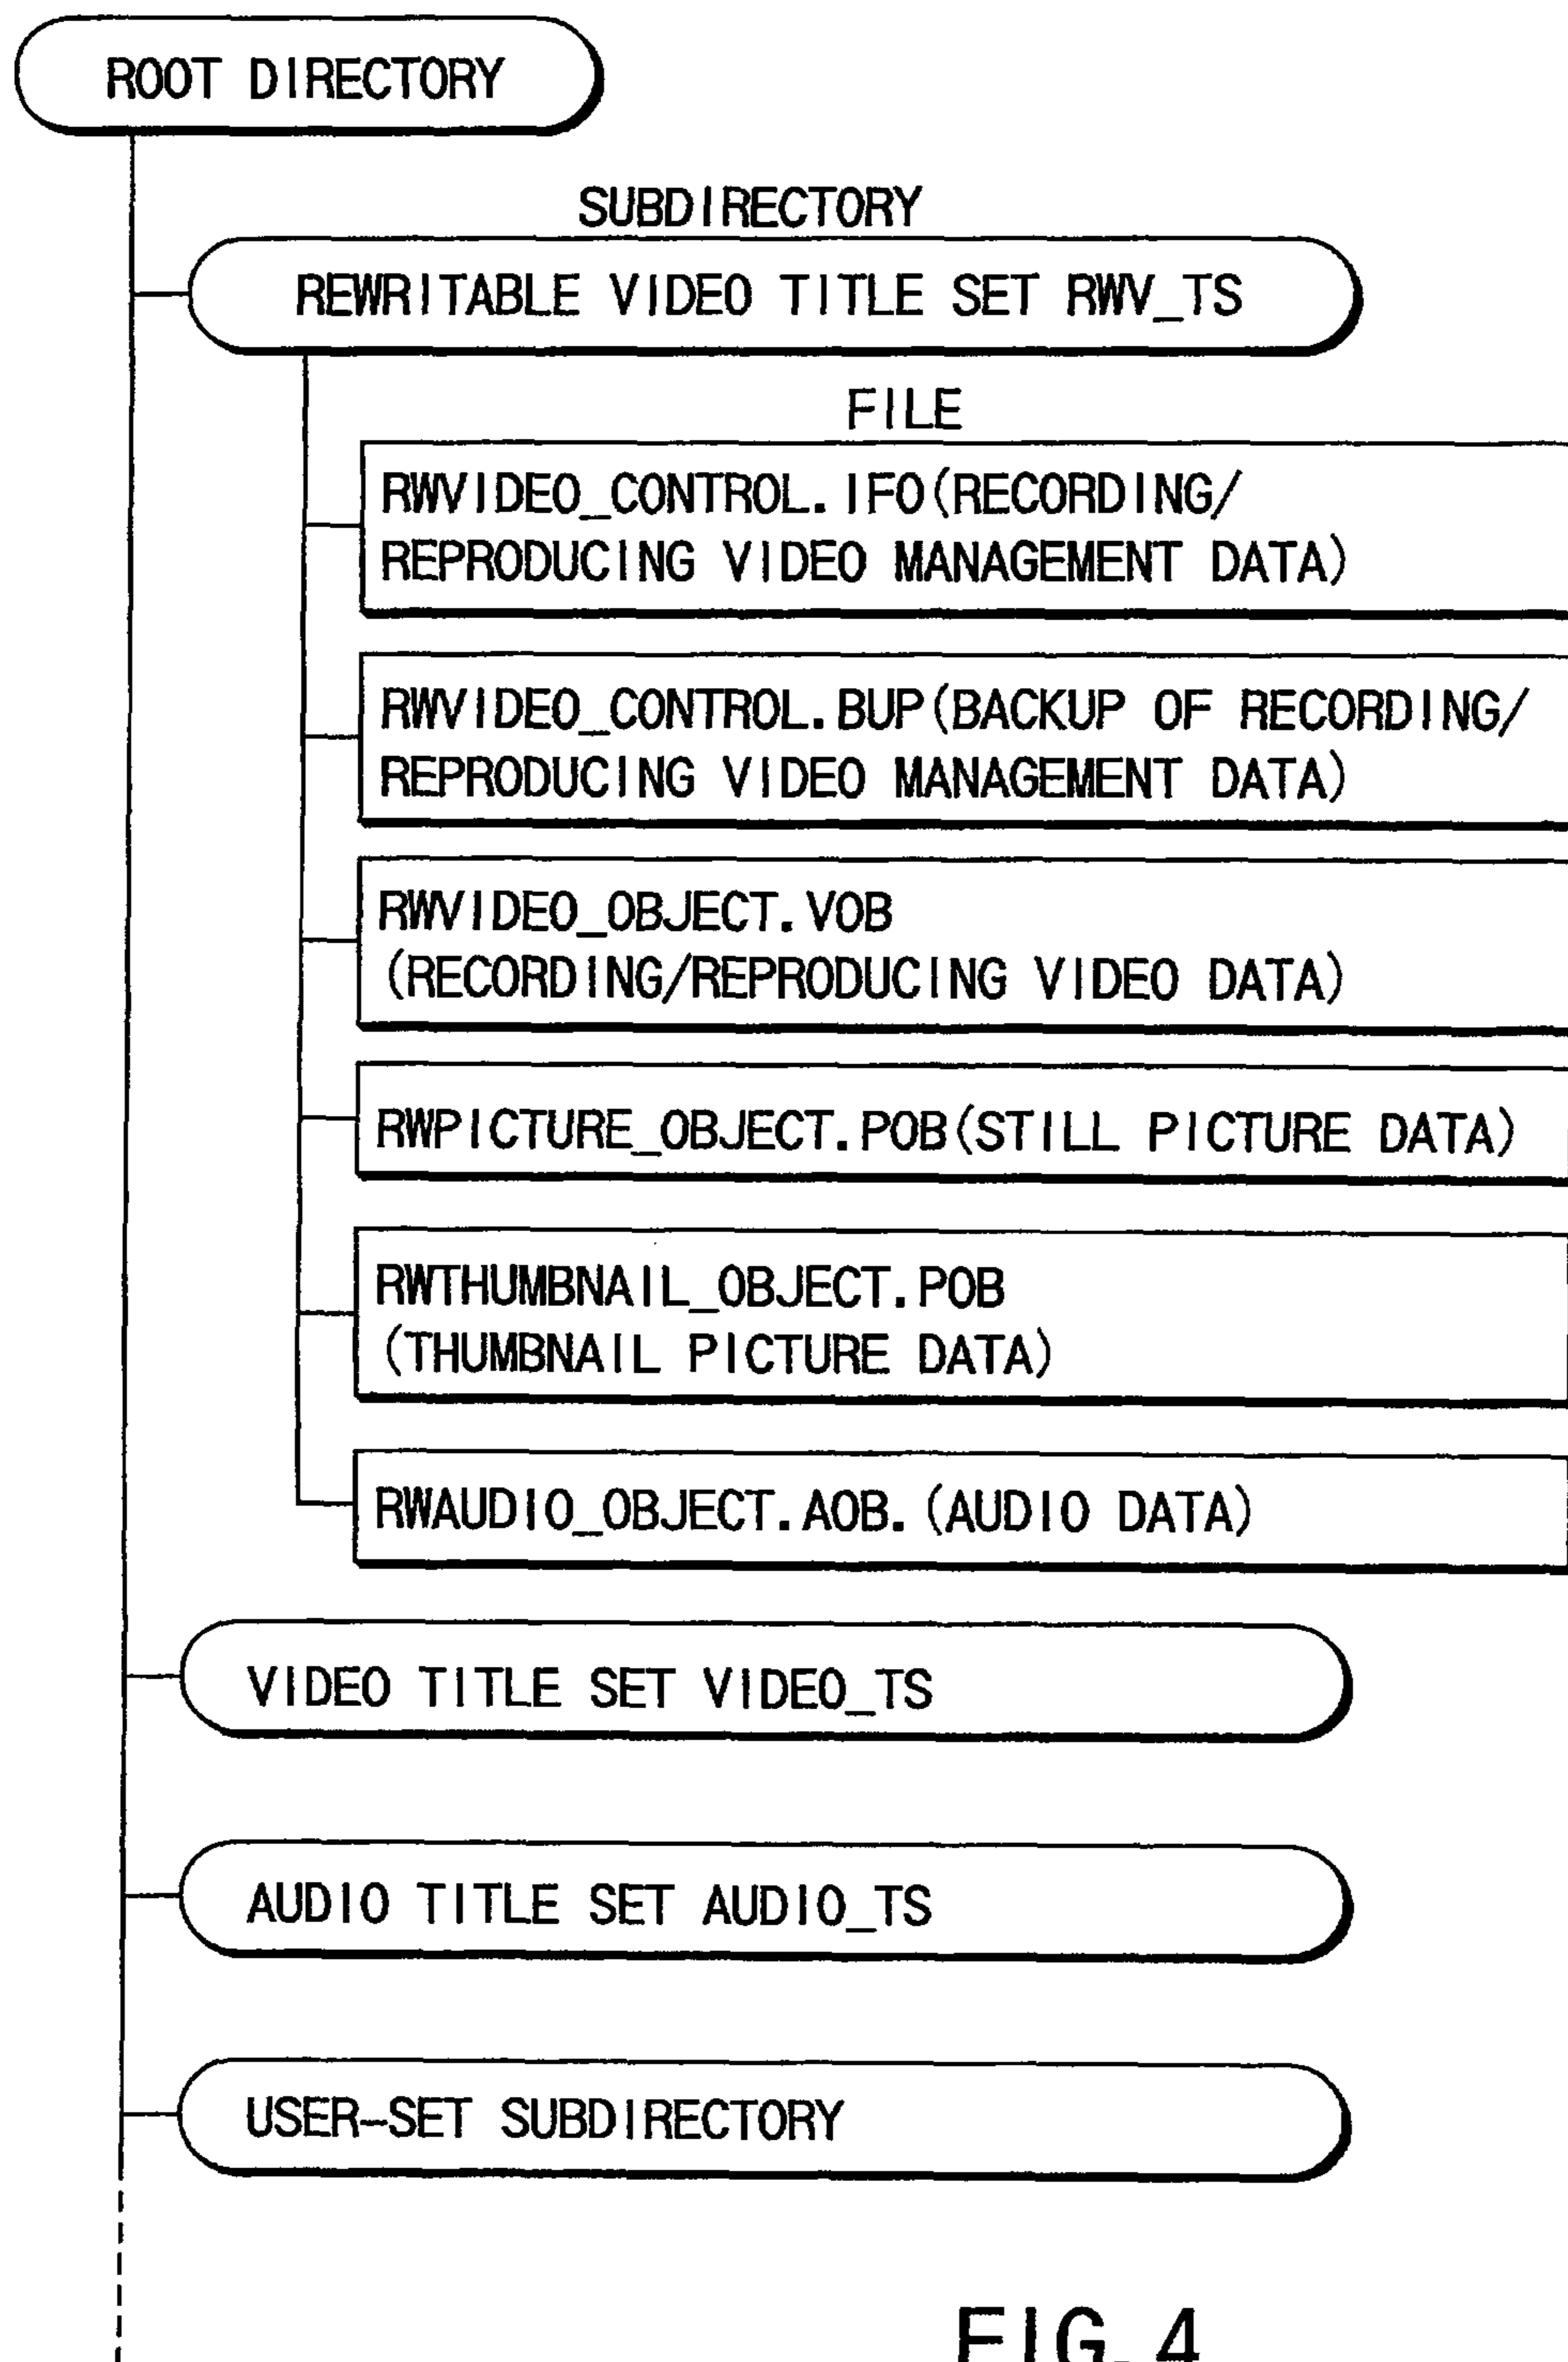 ROOT DIRECTORY
SUBDIRECTORY
REWRITABLE VIDEO TITLE SET RWV_TS
FILE
RWVIDEO_CONTROL.IFO(RECORDING/
REPRODUCING VIDEO MANAGEMENT DATA)
RWVIDEO_CONTROL.BUP(BACKUP OF RECORDING/
REPRODUCING VIDEO MANAGEMENT DATA)
RWVIDEO_OBJECT.VOB
(RECORDING/REPRODUCING VIDEO DATA)
RWPICTURE_OBJECT.POB(STILL PICTURE DATA)
RWTHUMBNAIL_OBJECT.POB
(THUMBNAIL PICTURE DATA)
RWAUDIO_OBJECT.AOB.(AUDIO DATA)
VIDEO TITLE SET VIDEO_TS
AUDIO TITLE SET AUDIO_TS
USER-SET SUBDIRECTORY
FIG.4